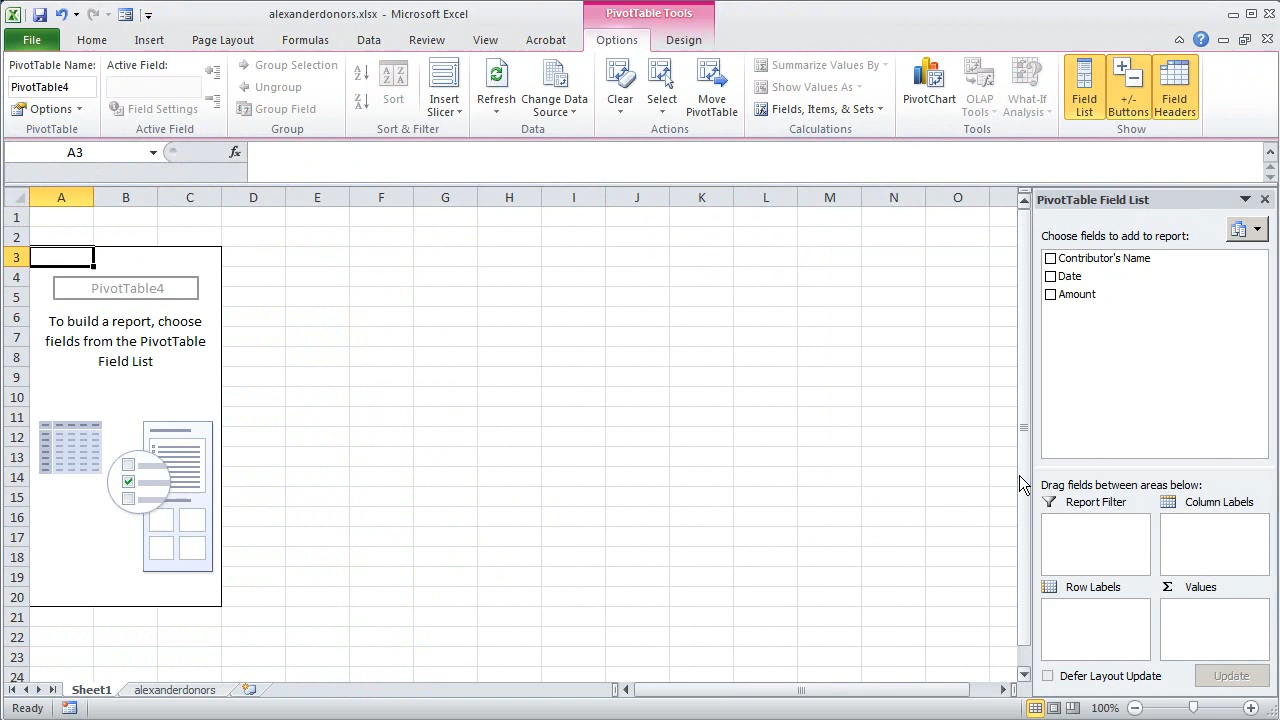 alexanderdonors.xlsx - Microsoft Excel
PivotTable Tools
File Home Insert Page Layout Formulas Data Review View Acrobat Options Design
PivotTable Name:
PivotTable4
Options
PivotTable
Active Field:
Field Settings
Active Field
Group Selection
Ungroup
Group Field
Group
Sort
Insert
Slicer
Sort & Filter
Refresh
Change Data
Source
Data
Clear
Select
Move
PivotTable
Actions
Summarize Values By
Show Values As
Fields, Items, & Sets
Calculations
PivotChart
OLAP
Tools
What-If
Analysis
Tools
Field
List
+/-
Buttons
Field
Headers
Show
A3
fx
A B C D E F G H I J K L M N O
1
2
3
4
5
6
7
8
9
10
11
12
13
14
15
16
17
18
19
20
21
22
23
24
PivotTable4
To build a report, choose
fields from the PivotTable
Field List
PivotTable Field List
Choose fields to add to report:
Contributor's Name
Date
Amount
Drag fields between areas below:
Report Filter
Column Labels
Row Labels
Σ Values
Defer Layout Update
Update
Sheet1 alexanderdonors
Ready
100%